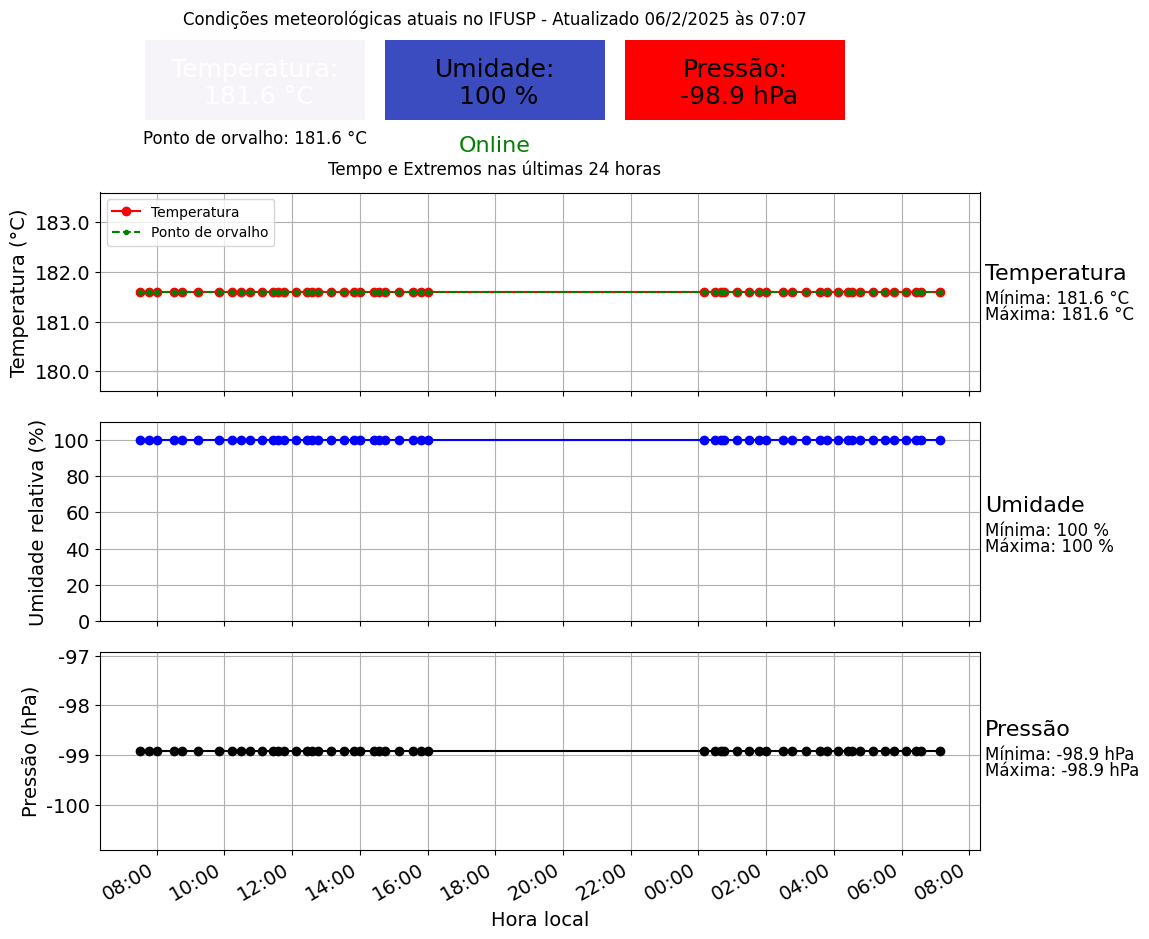 Condições meteorológicas atuais no IFUSP - Atualizado 06/2/2025 às 07:07
Temperatura:
181.6 °C
Umidade:
100 %
Pressão:
-98.9 hPa
Ponto de orvalho: 181.6 °C
Online
Tempo e Extremos nas últimas 24 horas
Temperatura (°C)
183.0
182.0
181.0
180.0
Temperatura
Ponto de orvalho
Temperatura
Mínima: 181.6 °C
Máxima: 181.6 °C
Umidade relativa (%)
100
80
60
40
20
0
Umidade
Mínima: 100 %
Máxima: 100 %
Pressão (hPa)
-97
-98
-99
-100
Pressão
Mínima: -98.9 hPa
Máxima: -98.9 hPa
08:00
10:00
12:00
14:00
16:00
18:00
20:00
22:00
00:00
02:00
04:00
06:00
08:00
Hora local